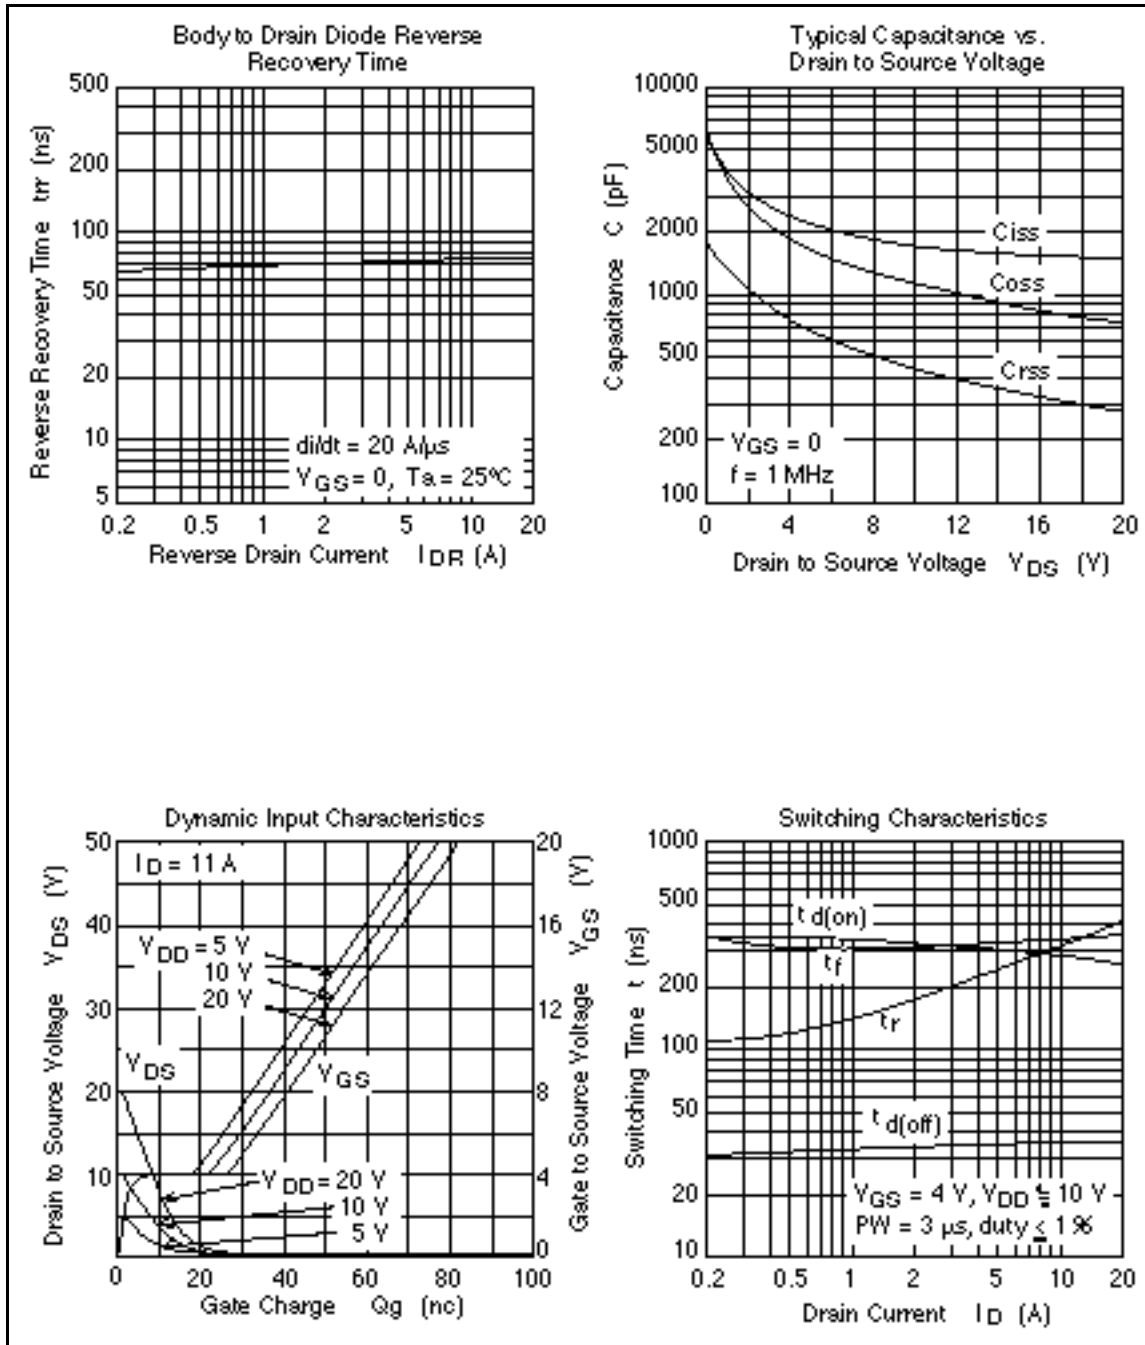 Body to Drain Diode Reverse
Recovery Time
Reverse Recovery Time trr (ns)
500
200
100
50
20
10
5
di/dt = 20 A/µs
VGS = 0, Ta = 25°C
0.2 0.5 1 2 5 10 20
Reverse Drain Current IDR (A)
Typical Capacitance vs.
Drain to Source Voltage
Capacitance C (pF)
10000
5000
2000
1000
500
200
100
Ciss
Coss
Crss
VGS = 0
f = 1 MHz
0 4 8 12 16 20
Drain to Source Voltage VDS (V)
Dynamic Input Characteristics
Drain to Source Voltage VDS (V)
50
40
30
20
10
0
ID = 11 A
VDD = 5 V
10 V
20 V
VDS
VGS
VDD = 20 V
10 V
5 V
20
16
12
8
4
0
Gate to Source Voltage VGS (V)
0 20 40 60 80 100
Gate Charge Qg (nc)
Switching Characteristics
Switching Time t (ns)
1000
500
200
100
50
20
10
t d(on)
tf
tr
t d(off)
VGS = 4 V, VDD = 10 V
PW = 3 µs, duty ≤ 1 %
0.2 0.5 1 2 5 10 20
Drain Current ID (A)